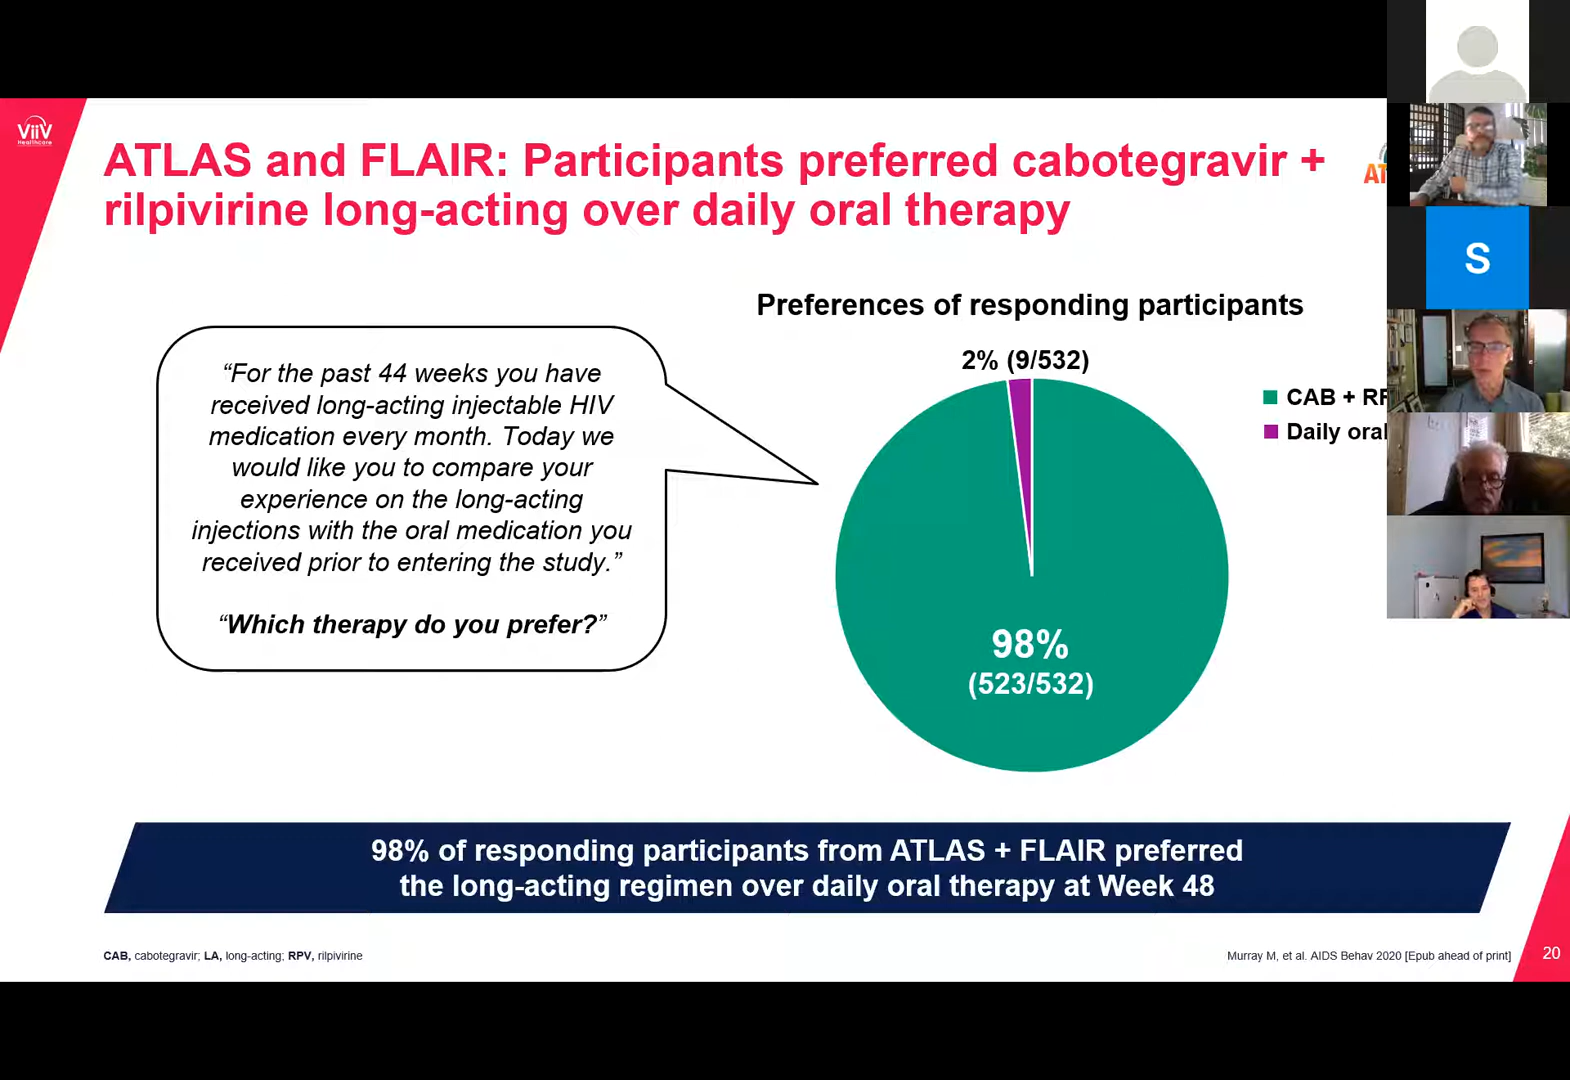 ViiV
Healthcare
ATLAS and FLAIR: Participants preferred cabotegravir +
rilpivirine long-acting over daily oral therapy
AT
S
Preferences of responding participants
“For the past 44 weeks you have
received long-acting injectable HIV
medication every month. Today we
would like you to compare your
experience on the long-acting
injections with the oral medication you
received prior to entering the study.”
“Which therapy do you prefer?”
2% (9/532)
98%
(523/532)
CAB + RP
Daily oral
98% of responding participants from ATLAS + FLAIR preferred
the long-acting regimen over daily oral therapy at Week 48
CAB, cabotegravir; LA, long-acting; RPV, rilpivirine
Murray M, et al. AIDS Behav 2020 [Epub ahead of print]
20